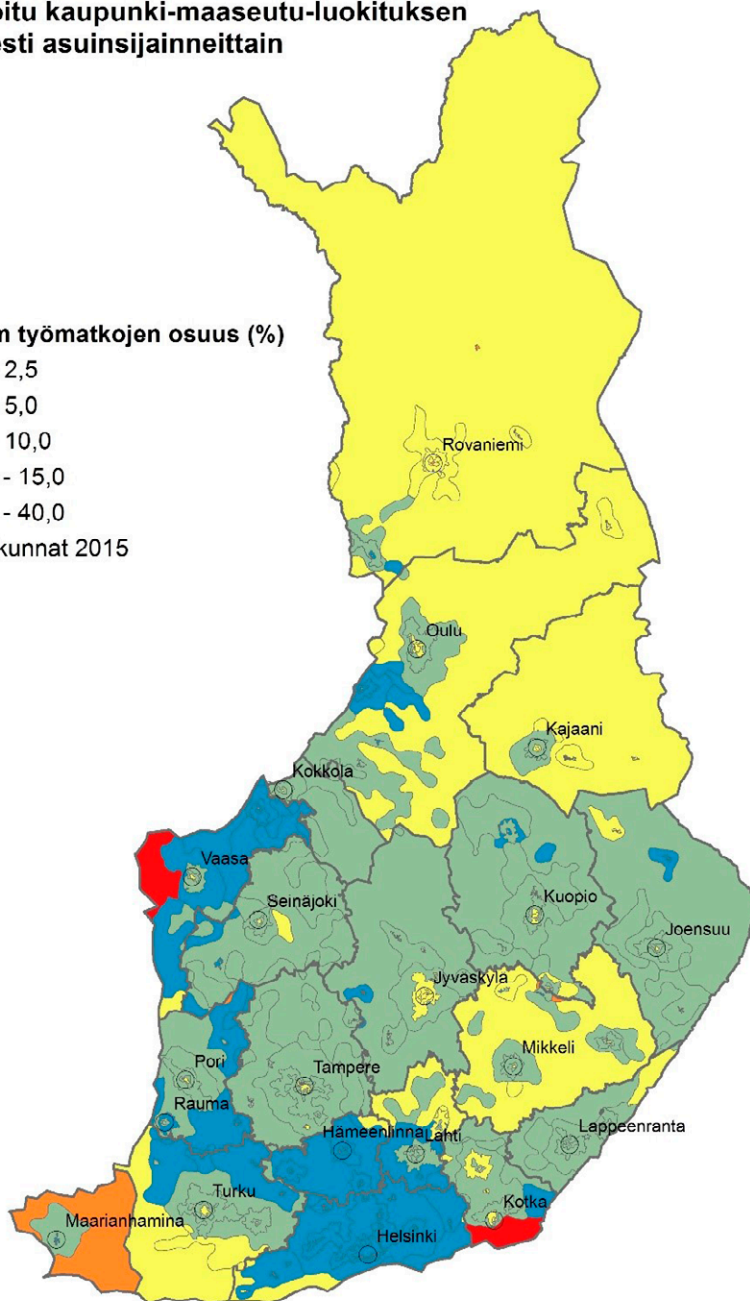 oitu kaupunki-maaseutu-luokituksen
esti asuinsijainneittain
n työmatkojen osuus (%)
2,5
5,0
10,0
- 15,0
- 40,0
kunnat 2015
Rovaniemi
Oulu
Kajaani
Kokkola
Vaasa
Kuopio
Seinäjoki
Joensuu
Jyvaskyla
Mikkeli
Pori
Tampere
Rauma
Lappeenranta
Hämeenlinna
Lahti
Turku
Kotka
Maarianhamina
Helsinki